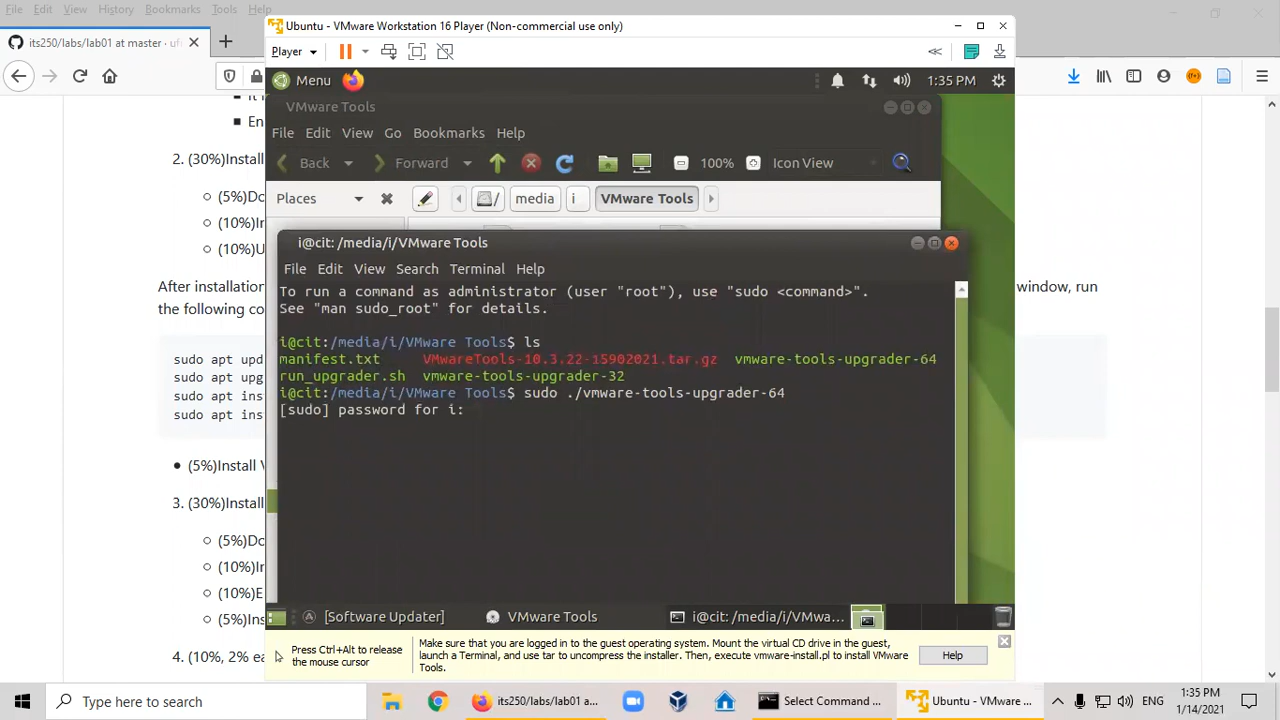 File Edit View History Bookmarks Tools Help
its250/labs/lab01 at master · uf
Ubuntu - VMware Workstation 16 Player (Non-commercial use only)
Player
Menu
1:35 PM
VMware Tools
File Edit View Go Bookmarks Help
Back Forward 100% Icon View
Places / media i VMware Tools
i@cit: /media/i/VMware Tools
File Edit View Search Terminal Help
To run a command as administrator (user "root"), use "sudo <command>".
See "man sudo_root" for details.
i@cit:/media/i/VMware Tools$ ls
manifest.txt VMwareTools-10.3.22-15902021.tar.gz vmware-tools-upgrader-64
run_upgrader.sh vmware-tools-upgrader-32
i@cit:/media/i/VMware Tools$ sudo ./vmware-tools-upgrader-64
[sudo] password for i:
[Software Updater] VMware Tools i@cit: /media/i/VMwa...
Press Ctrl+Alt to release
the mouse cursor
Make sure that you are logged in to the guest operating system. Mount the virtual CD drive in the guest,
launch a Terminal, and use tar to uncompress the installer. Then, execute vmware-install.pl to install VMware
Tools.
Help
■ En
2. (30%)Instal
(5%)Do
(10%)In
(10%)U
After installation
window, run
the following co
sudo apt upd
sudo apt upg
sudo apt ins
sudo apt ins
(5%)Install V
3. (30%)Instal
(5%)Do
(10%)In
(10%)E
(5%)Ins
4. (10%, 2% ea
Type here to search
its250/labs/lab01 a...
Select Command ...
Ubuntu - VMware ...
ENG
1:35 PM
1/14/2021